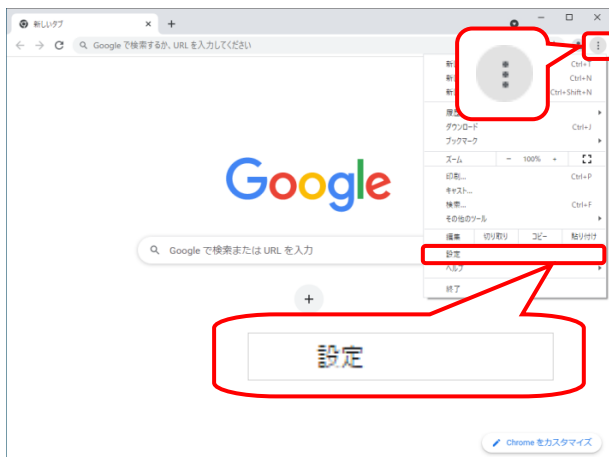 新しいタブ
Google で検索するか、URL を入力してください
新し
Ctrl+T
新し
Ctrl+N
新し
Ctrl+Shift+N
履歴
ダウンロード
Ctrl+J
ブックマーク
ズーム － 100% ＋
印刷...
Ctrl+P
キャスト...
検索...
Ctrl+F
その他のツール
編集 切り取り コピー 貼り付け
設定
ヘルプ
終了
Google
Google で検索または URL を入力
設定
Chrome をカスタマイズ